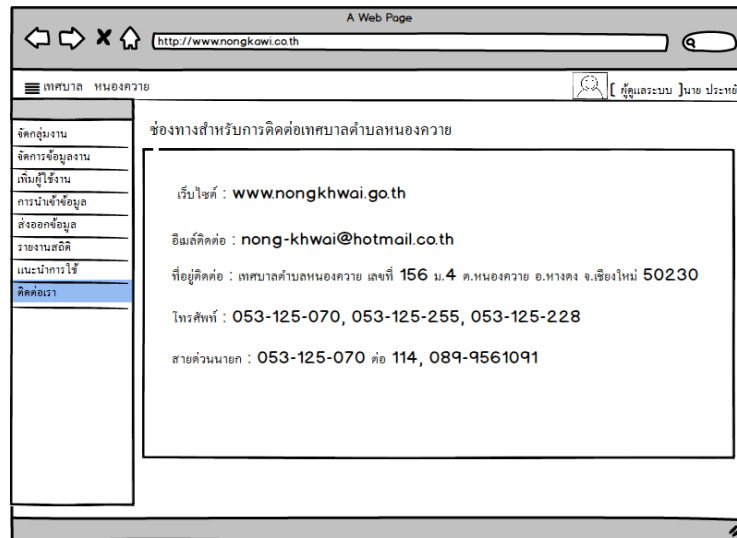 A Web Page
http://www.nongkawi.co.th
เทศบาล หนองควาย
[ ผู้ดูแลระบบ ]นาย ประหยั
จัดกลุ่มงาน
จัดการข้อมูลงาน
เพิ่มผู้ใช้งาน
การนำเข้าข้อมูล
ส่งออกข้อมูล
รายงานสถิติ
แนะนำการใช้
ติดต่อเรา
ช่องทางสำหรับการติดต่อเทศบาลตำบลหนองควาย
เว็บไซต์ : www.nongkhwai.go.th
อีเมล์ติดต่อ : nong-khwai@hotmail.co.th
ที่อยู่ติดต่อ : เทศบาลตำบลหนองควาย เลขที่ 156 ม.4 ต.หนองควาย อ.หางดง จ.เชียงใหม่ 50230
โทรศัพท์ : 053-125-070, 053-125-255, 053-125-228
สายด่วนนายก : 053-125-070 ต่อ 114, 089-9561091